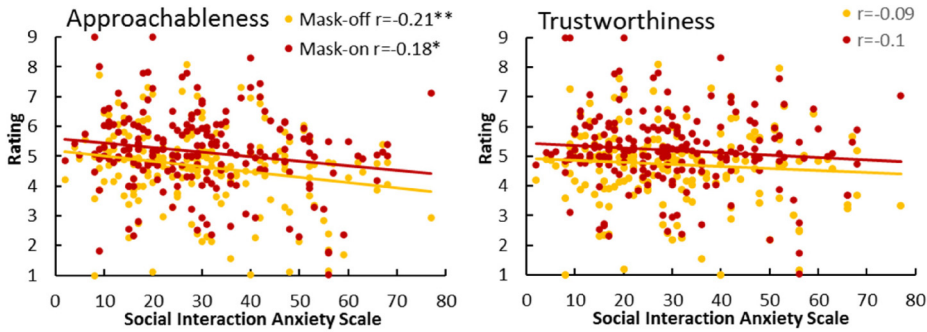 Approachableness
Mask-off r=-0.21**
Mask-on r=-0.18*
Rating
9
8
7
6
5
4
3
2
1
0 10 20 30 40 50 60 70 80
Social Interaction Anxiety Scale
Trustworthiness
r=-0.09
r=-0.1
Rating
9
8
7
6
5
4
3
2
1
0 10 20 30 40 50 60 70 80
Social Interaction Anxiety Scale